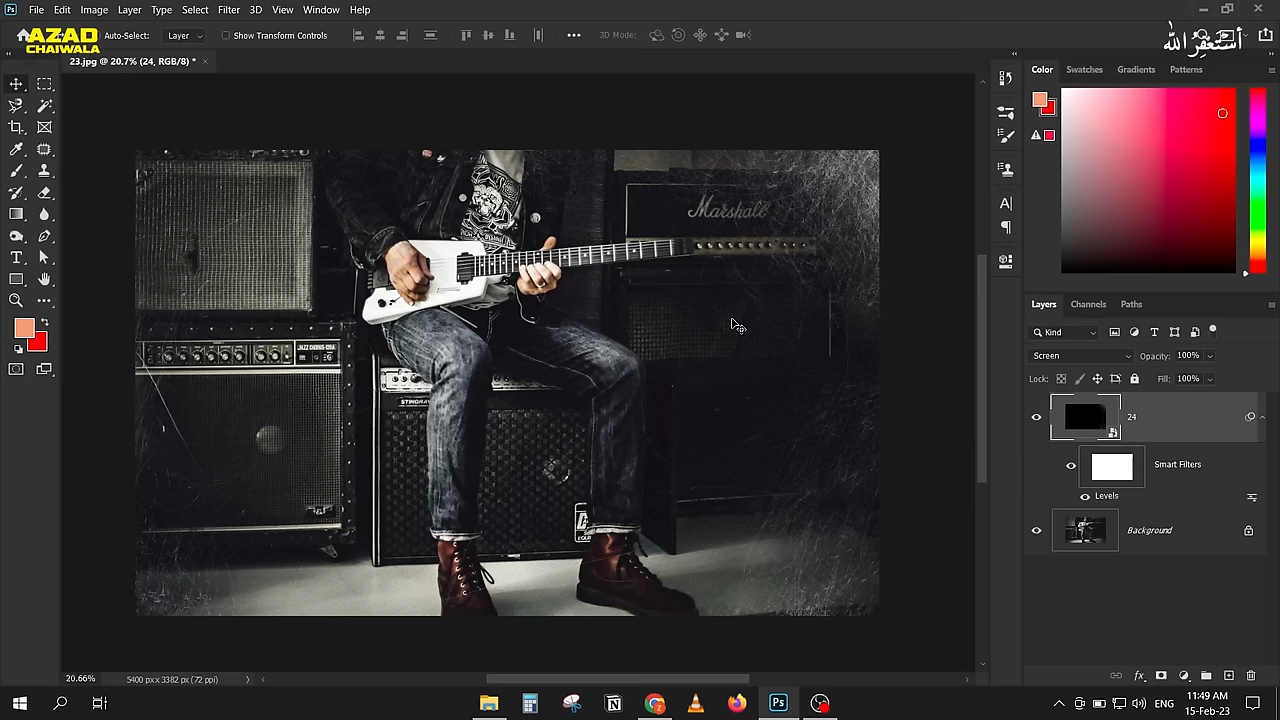 Ps File Edit Image Layer Type Select Filter 3D View Window Help
AZAD
CHAIWALA
Auto-Select: Layer Show Transform Controls 3D Mode:
أستغفر الله
23.jpg @ 20.7% (24, RGB/8) *
Color Swatches Gradients Patterns
Marshall
JAZZ CHORUS-120
STINGRAY
Layers Channels Paths
Kind
Screen Opacity: 100%
Lock: Fill: 100%
24
Smart Filters
Levels
Background
20.66% 5400 px x 3382 px (72 ppi)
Ps ENG 11:49 AM
15-Feb-23